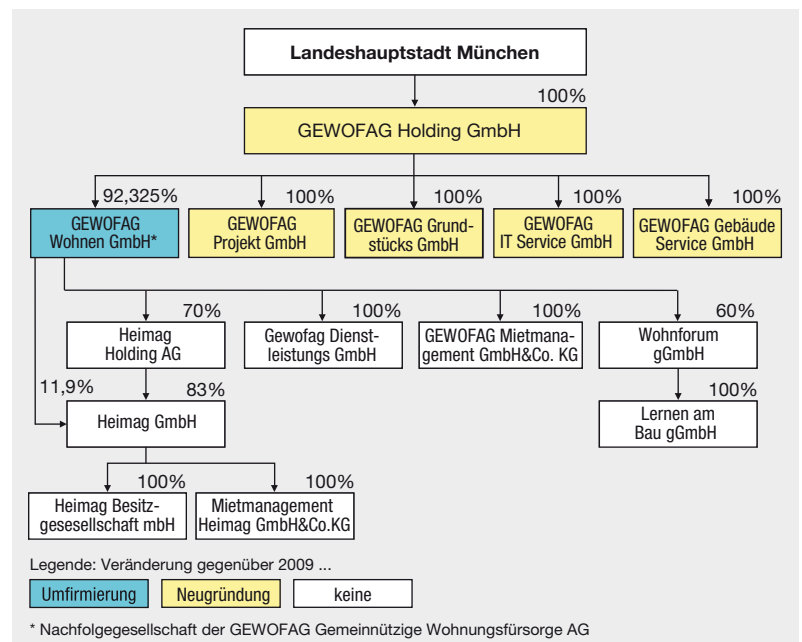 Landeshauptstadt München
100%
GEWOFAG Holding GmbH
92,325%
100%
100%
100%
100%
GEWOFAG
Wohnen GmbH*
GEWOFAG
Projekt GmbH
GEWOFAG Grund-
stücks GmbH
GEWOFAG
IT Service GmbH
GEWOFAG Gebäude
Service GmbH
70%
100%
100%
60%
Heimag
Holding AG
Gewofag Dienst-
leistungs GmbH
GEWOFAG Mietmana-
gement GmbH&Co. KG
Wohnforum
gGmbH
11,9%
83%
100%
Heimag GmbH
Lernen am
Bau gGmbH
100%
100%
Heimag Besitz-
gesesellschaft mbH
Mietmanagement
Heimag GmbH&Co.KG
Legende: Veränderung gegenüber 2009 ...
Umfirmierung
Neugründung
keine
* Nachfolgegesellschaft der GEWOFAG Gemeinnützige Wohnungsfürsorge AG